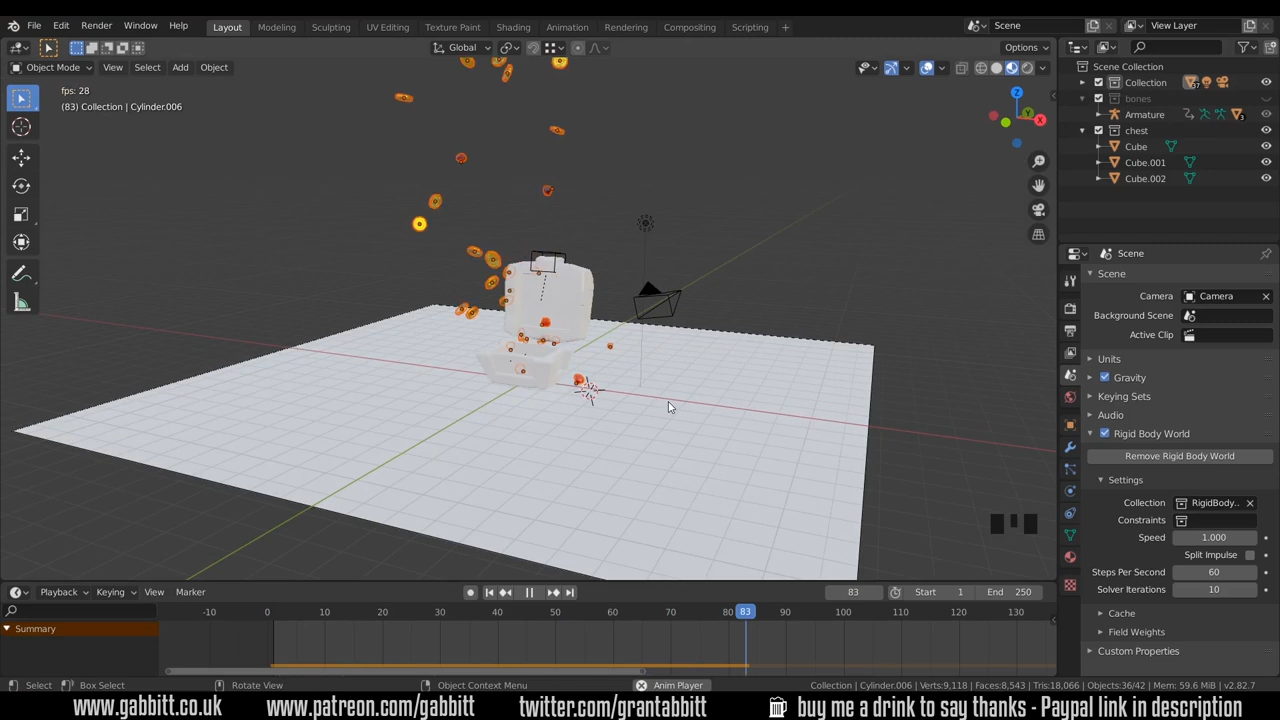 File Edit Render Window Help Layout Modeling Sculpting UV Editing Texture Paint Shading Animation Rendering Compositing Scripting + Scene View Layer
Global Options
Object Mode View Select Add Object
fps: 28
(83) Collection | Cylinder.006
Z
Y
X
Scene Collection
Collection 37
bones
Armature 3
chest
Cube
Cube.001
Cube.002
Scene
Scene
Camera Camera
Background Scene
Active Clip
Units
Gravity
Keying Sets
Audio
Rigid Body World
Remove Rigid Body World
Settings
Collection RigidBody..
Constraints
Speed 1.000
Split Impulse
Steps Per Second 60
Solver Iterations 10
Cache
Field Weights
Custom Properties
Playback Keying View Marker 83 Start 1 End 250
-10 0 10 20 30 40 50 60 70 80 83 90 100 110 120 130
Summary
Select Box Select Rotate View Object Context Menu Anim Player Collection | Cylinder.006 | Verts:9,118 | Faces:8,543 | Tris:18,066 | Objects:36/42 | Mem: 59.6 MiB | v2.82.7
www.gabbitt.co.uk www.patreon.com/gabbitt twitter.com/grantabbitt buy me a drink to say thanks - Paypal link in description